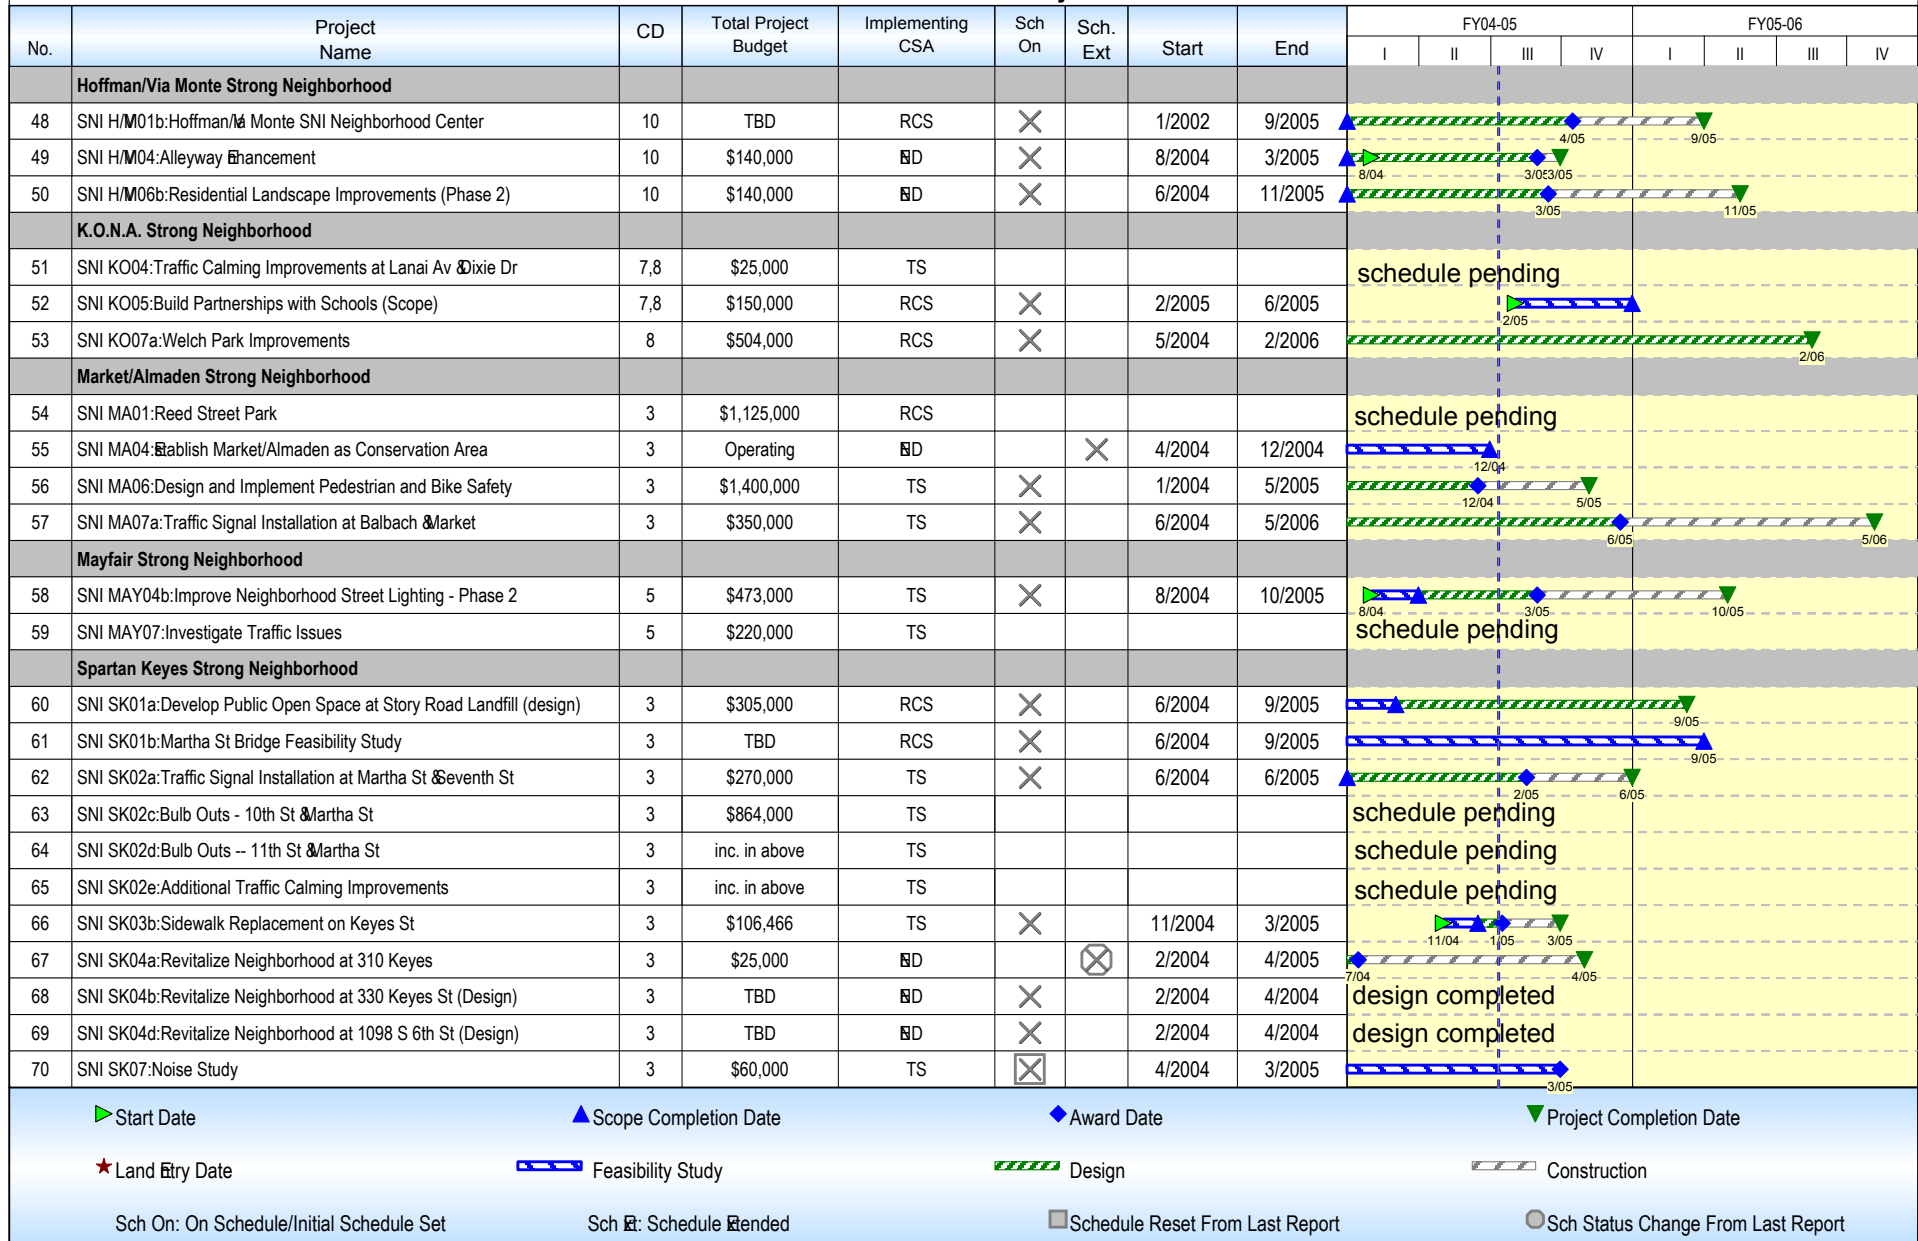 No. Project Name CD Total Project Budget Implementing CSA Sch On Sch. Ext Start End FY04-05 FY05-06
I II III IV I II III IV
Hoffman/Via Monte Strong Neighborhood
48 SNI H/VM01b:Hoffman/Via Monte SNI Neighborhood Center 10 TBD RCS 1/2002 9/2005 4/05 9/05
49 SNI H/VM04:Alleyway Enhancement 10 $140,000 END 8/2004 3/2005 8/04 3/05 3/05
50 SNI H/VM06b:Residential Landscape Improvements (Phase 2) 10 $140,000 END 6/2004 11/2005 3/05 11/05
K.O.N.A. Strong Neighborhood
51 SNI KO04:Traffic Calming Improvements at Lanai Av & Dixie Dr 7,8 $25,000 TS schedule pending
52 SNI KO05:Build Partnerships with Schools (Scope) 7,8 $150,000 RCS 2/2005 6/2005 2/05
53 SNI KO07a:Welch Park Improvements 8 $504,000 RCS 5/2004 2/2006 2/06
Market/Almaden Strong Neighborhood
54 SNI MA01:Reed Street Park 3 $1,125,000 RCS schedule pending
55 SNI MA04:Establish Market/Almaden as Conservation Area 3 Operating END 4/2004 12/2004 12/04
56 SNI MA06:Design and Implement Pedestrian and Bike Safety 3 $1,400,000 TS 1/2004 5/2005 12/04 5/05
57 SNI MA07a:Traffic Signal Installation at Balbach & Market 3 $350,000 TS 6/2004 5/2006 6/05 5/06
Mayfair Strong Neighborhood
58 SNI MAY04b:Improve Neighborhood Street Lighting - Phase 2 5 $473,000 TS 8/2004 10/2005 8/04 3/05 10/05
59 SNI MAY07:Investigate Traffic Issues 5 $220,000 TS schedule pending
Spartan Keyes Strong Neighborhood
60 SNI SK01a:Develop Public Open Space at Story Road Landfill (design) 3 $305,000 RCS 6/2004 9/2005 9/05
61 SNI SK01b:Martha St Bridge Feasibility Study 3 TBD RCS 6/2004 9/2005 9/05
62 SNI SK02a:Traffic Signal Installation at Martha St & Seventh St 3 $270,000 TS 6/2004 6/2005 2/05 6/05
63 SNI SK02c:Bulb Outs - 10th St & Martha St 3 $864,000 TS schedule pending
64 SNI SK02d:Bulb Outs -- 11th St & Martha St 3 inc. in above TS schedule pending
65 SNI SK02e:Additional Traffic Calming Improvements 3 inc. in above TS schedule pending
66 SNI SK03b:Sidewalk Replacement on Keyes St 3 $106,466 TS 11/2004 3/2005 11/04 1/05 3/05
67 SNI SK04a:Revitalize Neighborhood at 310 Keyes 3 $25,000 END 2/2004 4/2005 7/04 4/05
68 SNI SK04b:Revitalize Neighborhood at 330 Keyes St (Design) 3 TBD END 2/2004 4/2004 design completed
69 SNI SK04d:Revitalize Neighborhood at 1098 S 6th St (Design) 3 TBD END 2/2004 4/2004 design completed
70 SNI SK07:Noise Study 3 $60,000 TS 4/2004 3/2005 3/05
Start Date Scope Completion Date Award Date Project Completion Date
Land Entry Date Feasibility Study Design Construction
Sch On: On Schedule/Initial Schedule Set Sch Ext: Schedule Extended Schedule Reset From Last Report Sch Status Change From Last Report